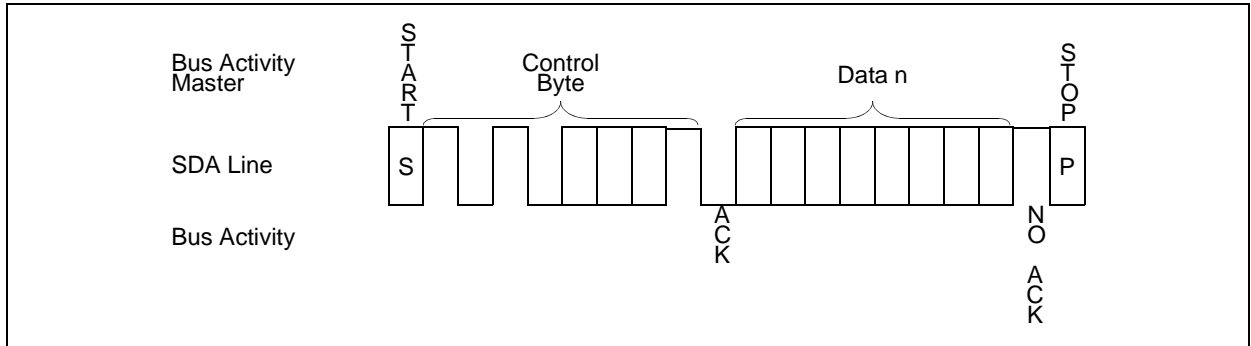 Bus Activity
Master
START
Control
Byte
Data n
STOP
SDA Line
S
P
Bus Activity
ACK
NO ACK